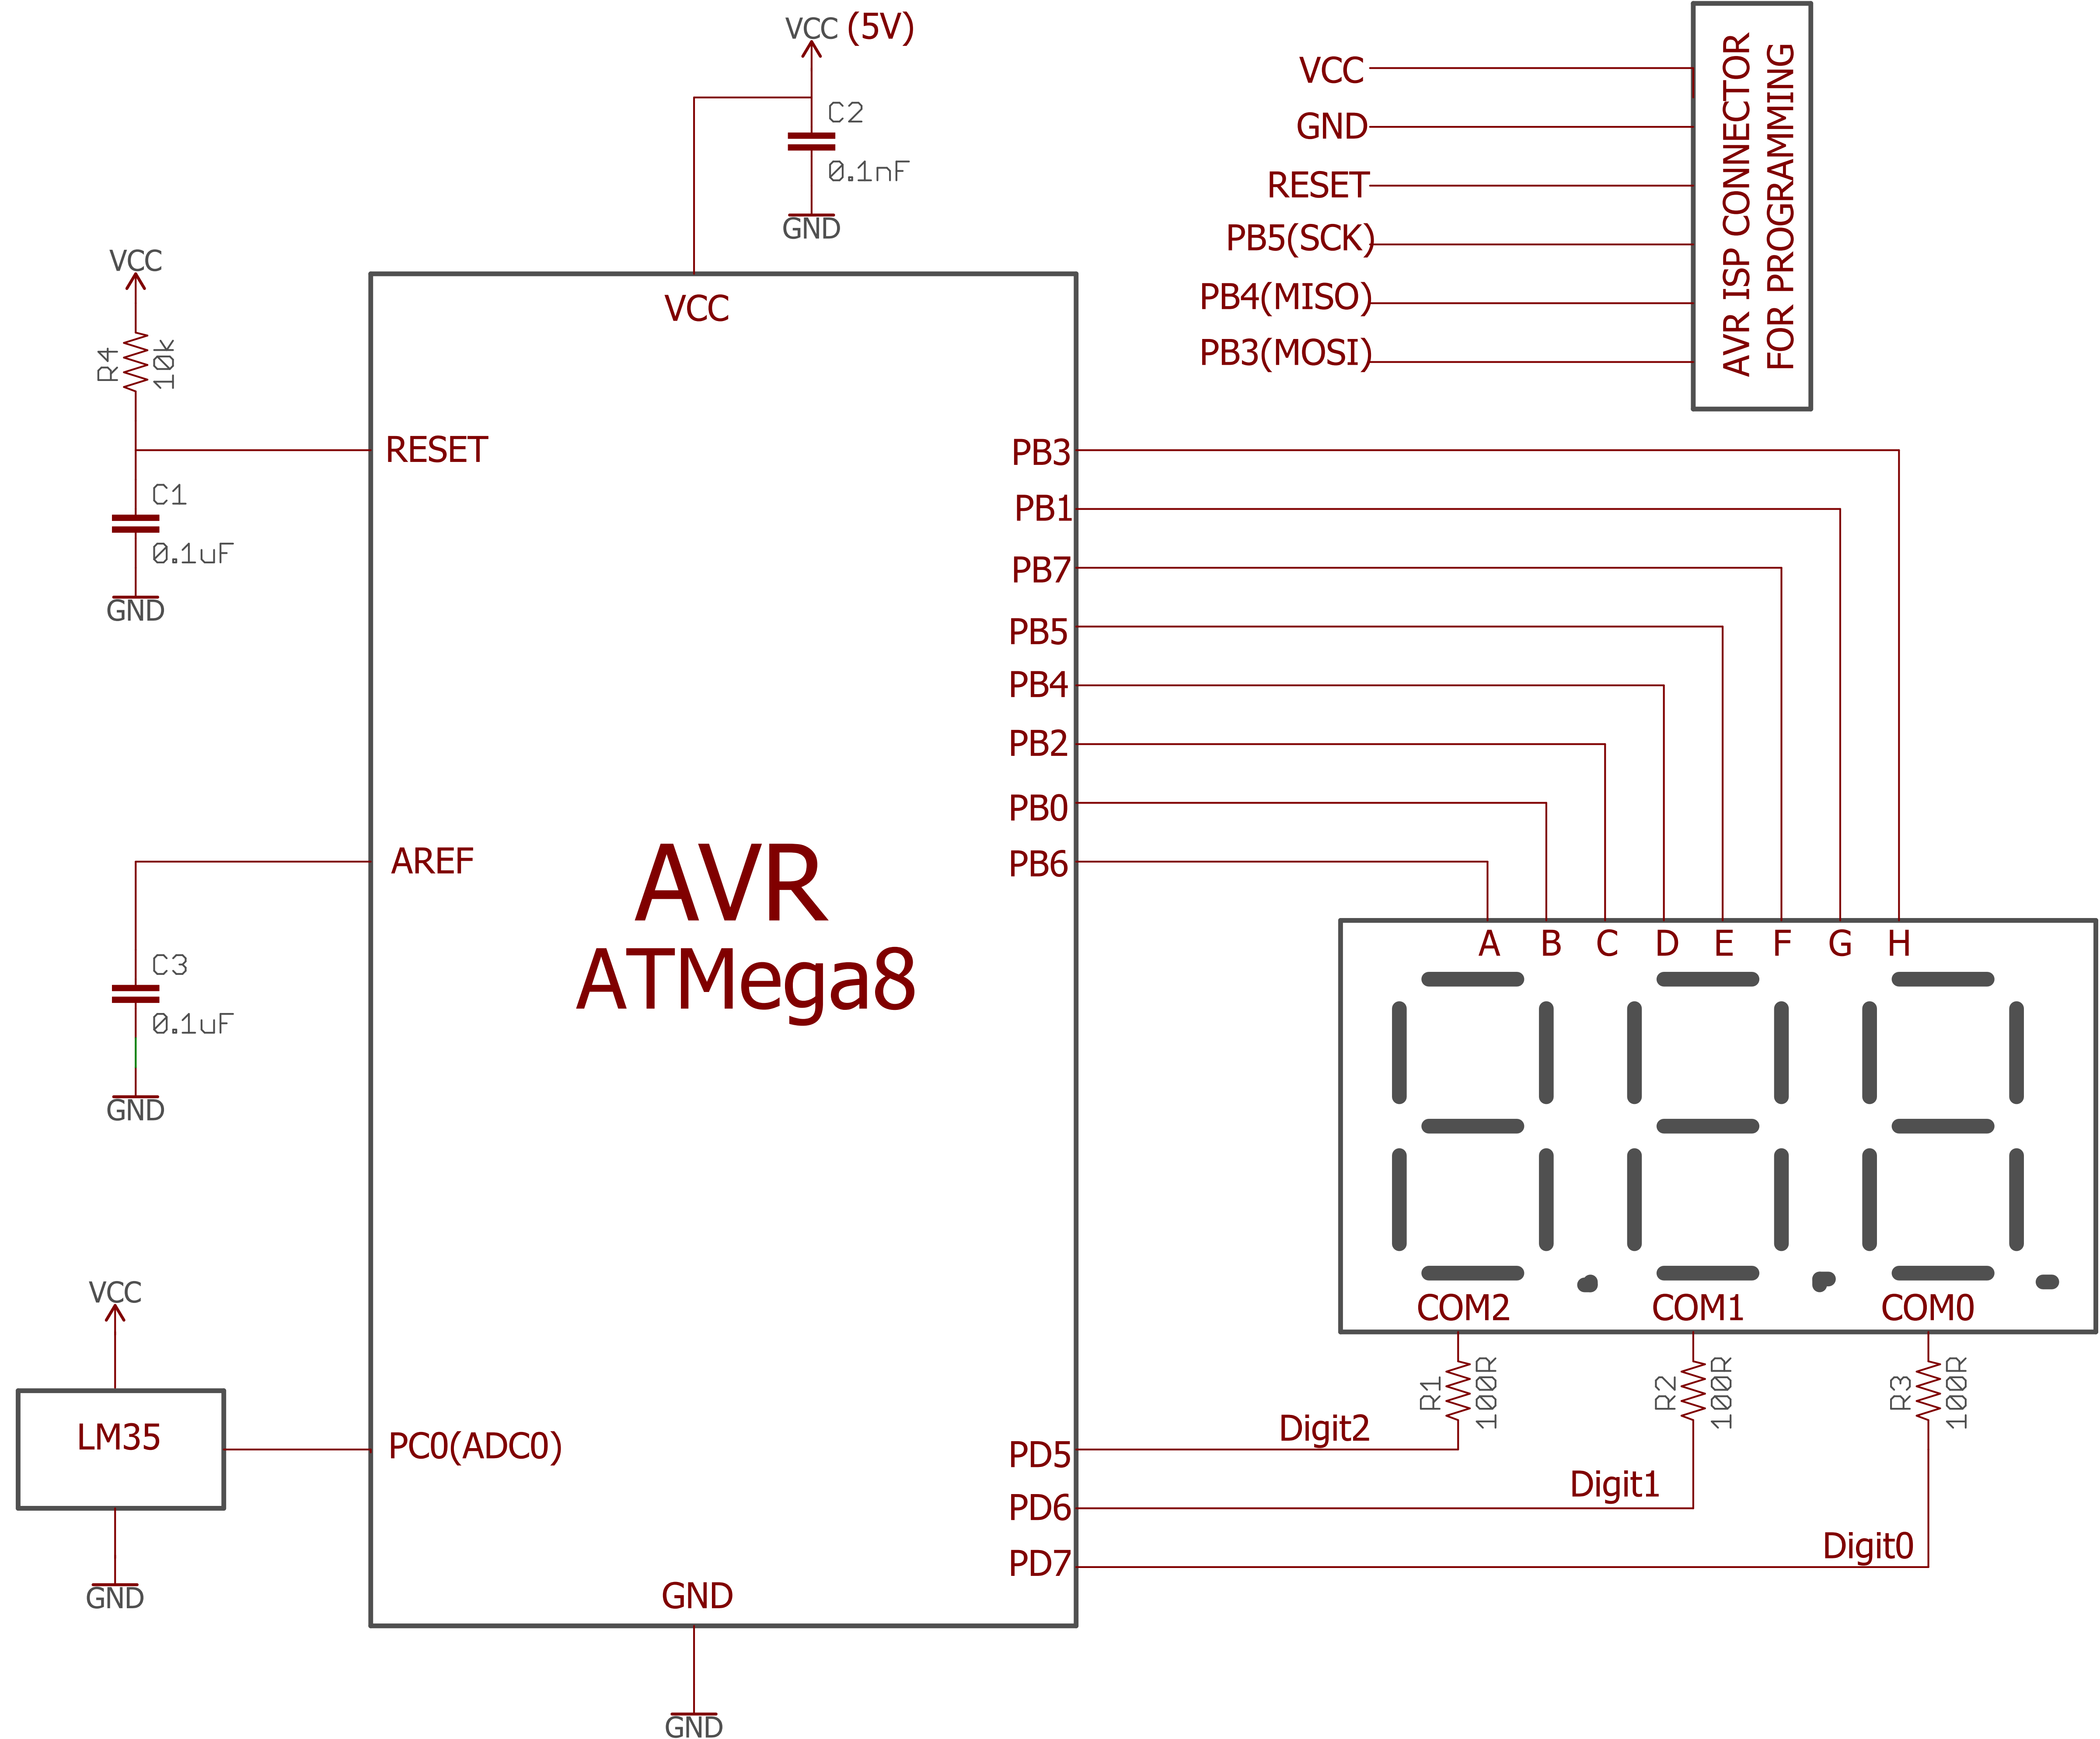 VCC (5V)
C2
0.1nF
GND
VCC
GND
RESET
PB5(SCK)
PB4(MISO)
PB3(MOSI)
AVR ISP CONNECTOR
FOR PROGRAMMING
VCC
R4
10k
C1
0.1uF
GND
VCC
RESET
AREF
PC0(ADC0)
GND
AVR
ATMega8
PB3
PB1
PB7
PB5
PB4
PB2
PB0
PB6
PD5
PD6
PD7
C3
0.1uF
GND
VCC
LM35
GND
GND
A B C D E F G H
COM2 COM1 COM0
R1 100R
R2 100R
R3 100R
Digit2
Digit1
Digit0